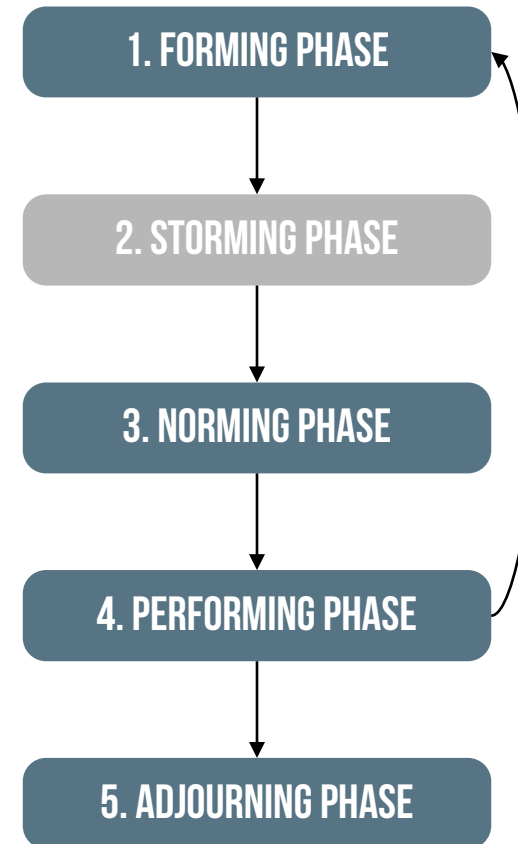 1. FORMING PHASE
2. STORMING PHASE
3. NORMING PHASE
4. PERFORMING PHASE
5. ADJOURNING PHASE